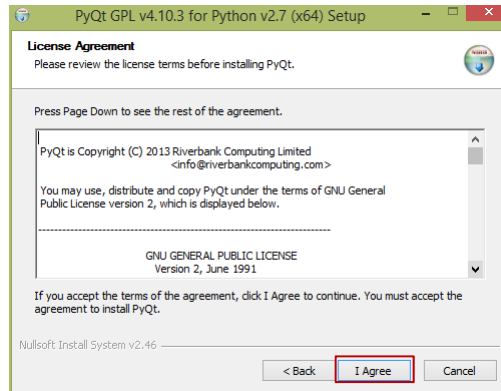 PyQt GPL v4.10.3 for Python v2.7 (x64) Setup
License Agreement
Please review the license terms before installing PyQt.
Press Page Down to see the rest of the agreement.
PyQt is Copyright (C) 2013 Riverbank Computing Limited
<info@riverbankcomputing.com>
You may use, distribute and copy PyQt under the terms of GNU General
Public License version 2, which is displayed below.
-------------------------------------------------------------------------
GNU GENERAL PUBLIC LICENSE
Version 2, June 1991
If you accept the terms of the agreement, click I Agree to continue. You must accept the
agreement to install PyQt.
Nullsoft Install System v2.46
< Back I Agree Cancel